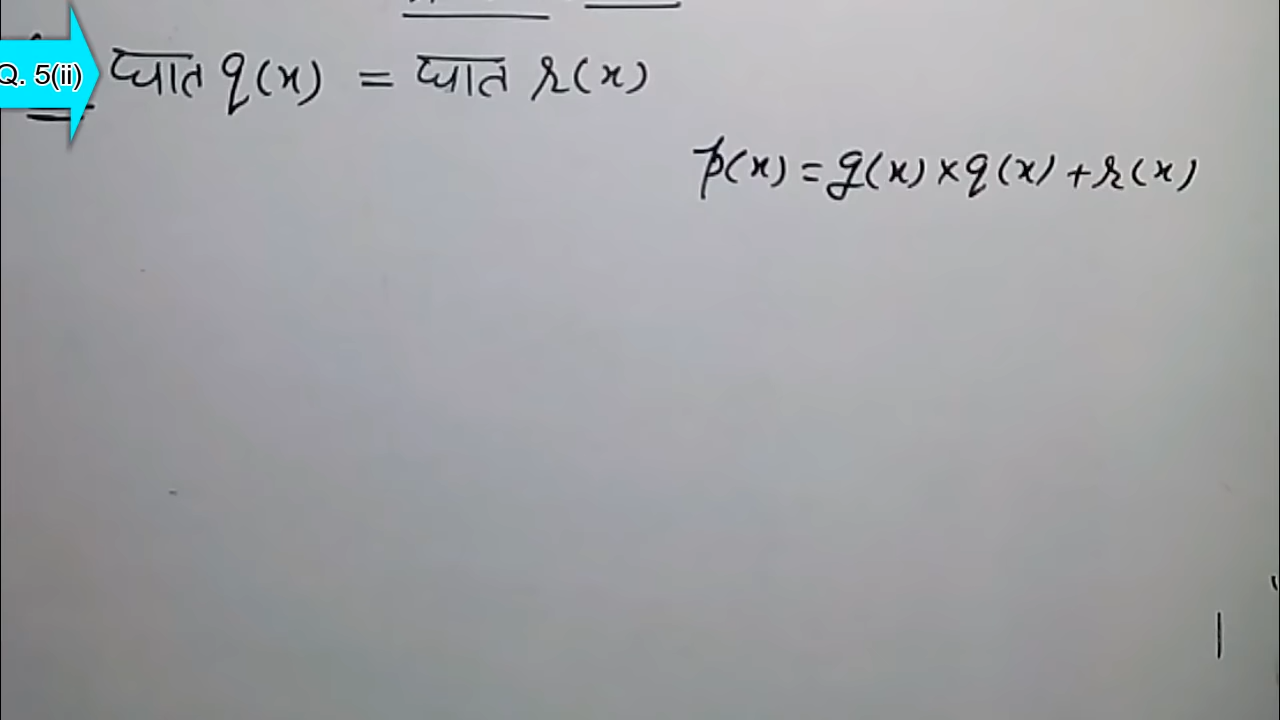 Q. 5(ii) घात q(x) = घात r(x)
p(x) = g(x) × q(x) + r(x)